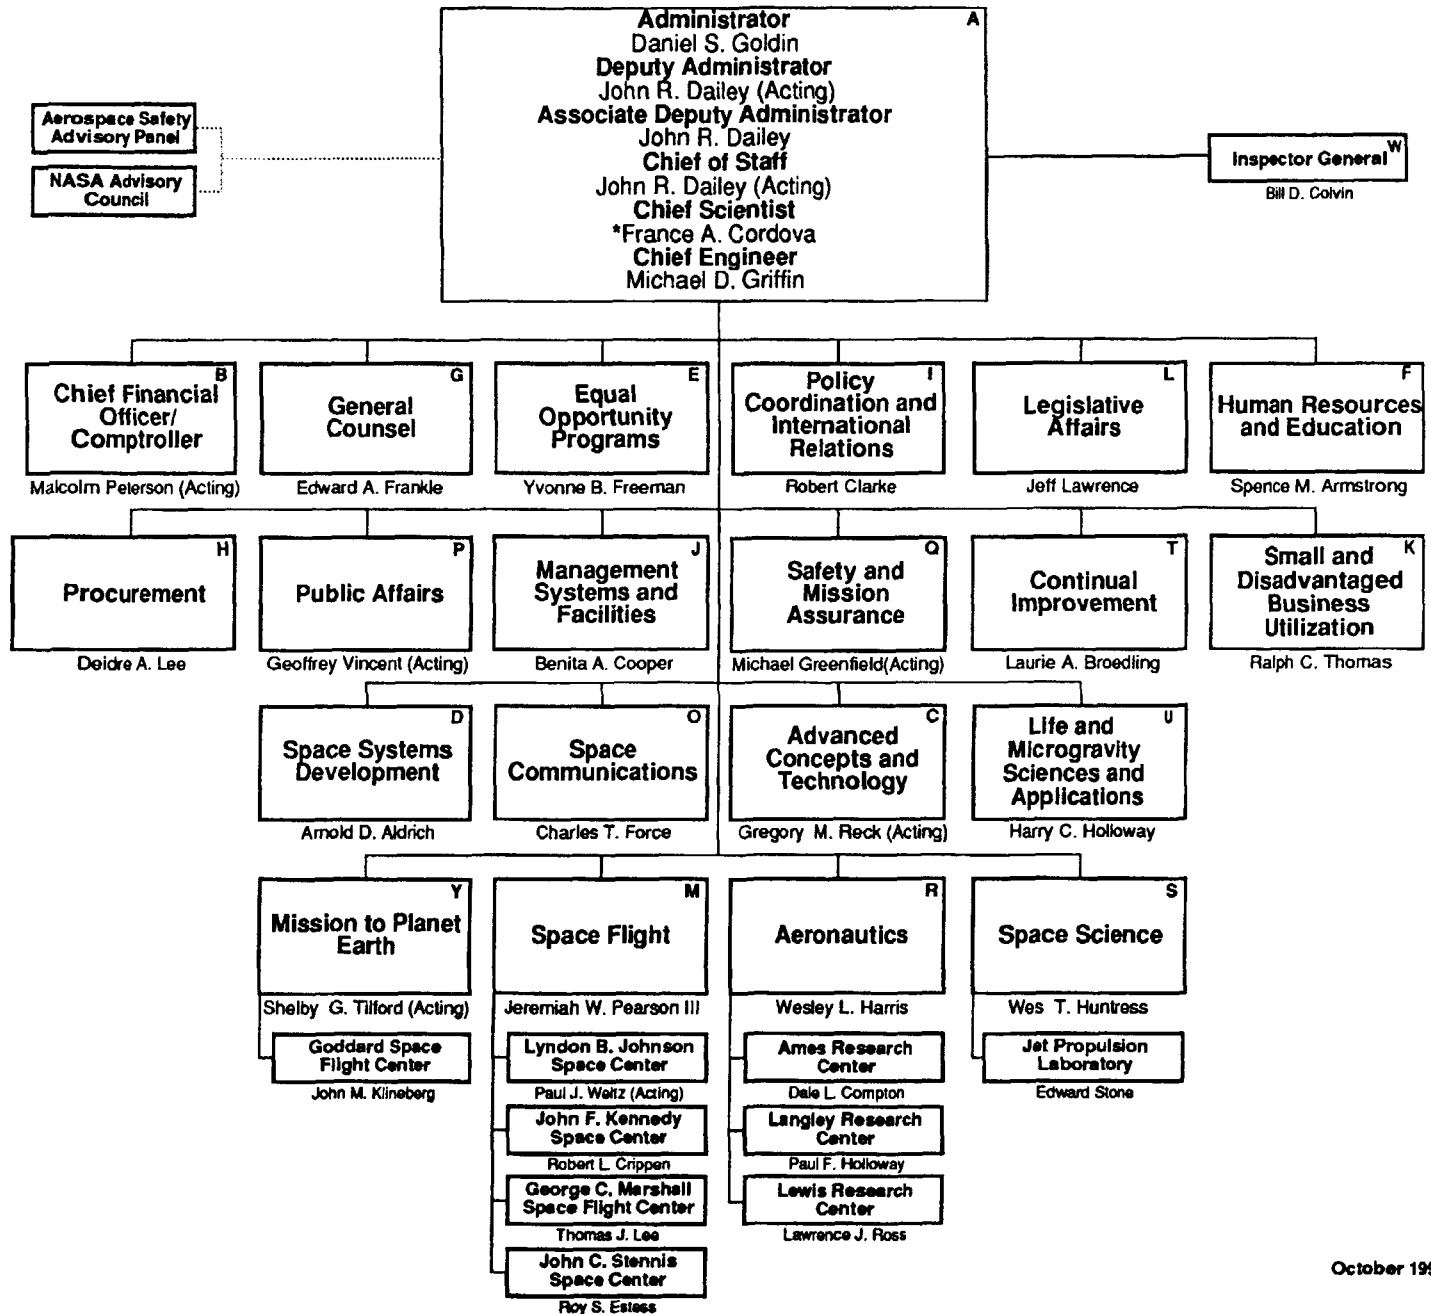 A
Administrator
Daniel S. Goldin
Deputy Administrator
John R. Dailey (Acting)
Associate Deputy Administrator
John R. Dailey
Chief of Staff
John R. Dailey (Acting)
Chief Scientist
*France A. Cordova
Chief Engineer
Michael D. Griffin
Aerospace Safety
Advisory Panel
NASA Advisory
Council
Inspector General W
Bill D. Colvin
B
Chief Financial
Officer/
Comptroller
Malcolm Peterson (Acting)
G
General
Counsel
Edward A. Frankle
E
Equal
Opportunity
Programs
Yvonne B. Freeman
I
Policy
Coordination and
International
Relations
Robert Clarke
L
Legislative
Affairs
Jeff Lawrence
F
Human Resources
and Education
Spence M. Armstrong
H
Procurement
Deidre A. Lee
P
Public Affairs
Geoffrey Vincent (Acting)
J
Management
Systems and
Facilities
Benita A. Cooper
Q
Safety and
Mission
Assurance
Michael Greenfield(Acting)
T
Continual
Improvement
Laurie A. Broedling
K
Small and
Disadvantaged
Business
Utilization
Ralph C. Thomas
D
Space Systems
Development
Arnold D. Aldrich
O
Space
Communications
Charles T. Force
C
Advanced
Concepts and
Technology
Gregory M. Reck (Acting)
U
Life and
Microgravity
Sciences and
Applications
Harry C. Holloway
Y
Mission to Planet
Earth
Shelby G. Tilford (Acting)
Goddard Space
Flight Center
John M. Klineberg
M
Space Flight
Jeremiah W. Pearson III
Lyndon B. Johnson
Space Center
Paul J. Weitz (Acting)
John F. Kennedy
Space Center
Robert L. Crippen
George C. Marshall
Space Flight Center
Thomas J. Lee
John C. Stennis
Space Center
Roy S. Estess
R
Aeronautics
Wesley L. Harris
Ames Research
Center
Dale L. Compton
Langley Research
Center
Paul F. Holloway
Lewis Research
Center
Lawrence J. Ross
S
Space Science
Wes T. Huntress
Jet Propulsion
Laboratory
Edward Stone
October 199